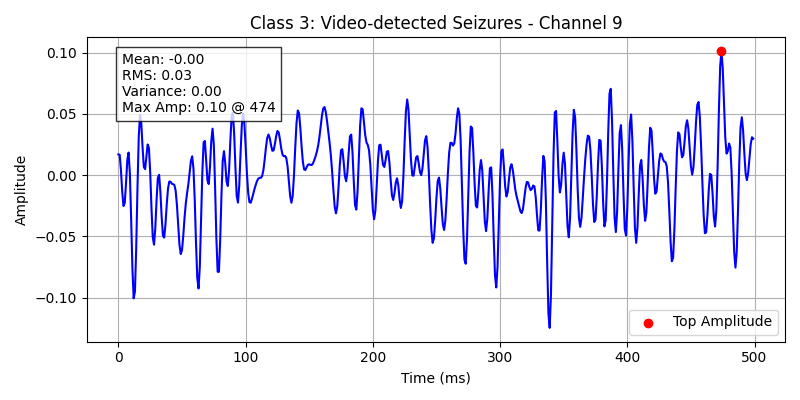 Class 3: Video-detected Seizures - Channel 9
Mean: -0.00
RMS: 0.03
Variance: 0.00
Max Amp: 0.10 @ 474
0.10
0.05
0.00
−0.05
−0.10
Amplitude
Top Amplitude
0 100 200 300 400 500
Time (ms)